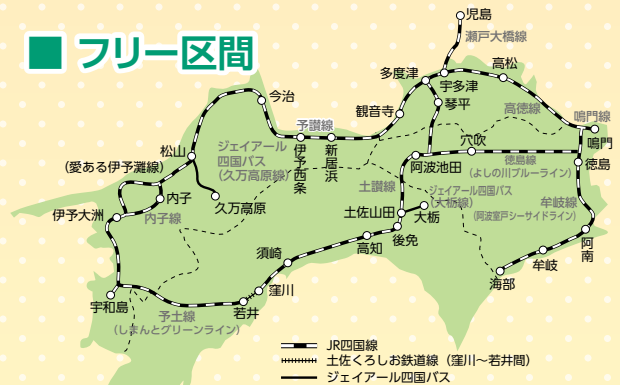 ■ フリー区間
児島
瀬戸大橋線
多度津
宇多津
高松
琴平
観音寺
高徳線
鳴門線
鳴門
今治
予讃線
伊予西条
新居浜
穴吹
阿波池田
徳島線
(よしの川ブルーライン)
徳島
松山
ジェイアール
四国バス
(久万高原線)
(愛ある伊予灘線)
内子
久万高原
土讃線
ジェイアール四国バス
(大栃線)
牟岐線
(阿波室戸シーサイドライン)
伊予大洲
内子線
土佐山田
大栃
後免
高知
須崎
阿南
牟岐
海部
窪川
若井
宇和島
予土線
(しまんとグリーンライン)
JR四国線
土佐くろしお鉄道線(窪川～若井間)
ジェイアール四国バス